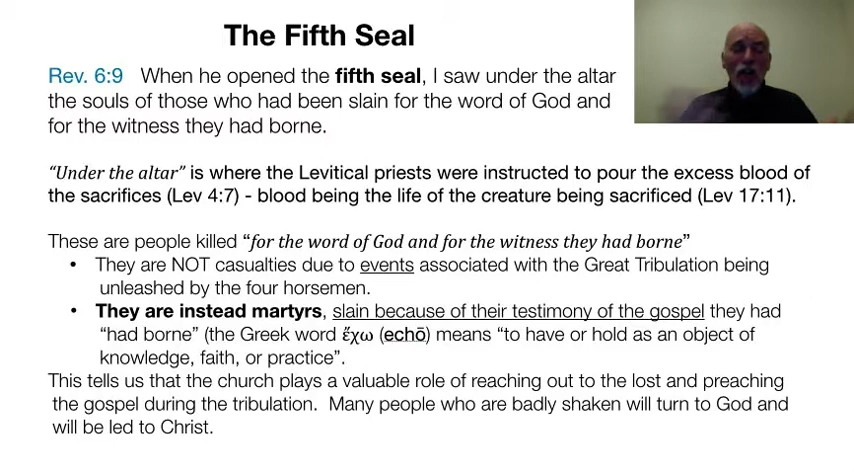 The Fifth Seal
Rev. 6:9 When he opened the fifth seal, I saw under the altar
the souls of those who had been slain for the word of God and
for the witness they had borne.
“Under the altar” is where the Levitical priests were instructed to pour the excess blood of
the sacrifices (Lev 4:7) - blood being the life of the creature being sacrificed (Lev 17:11).
These are people killed “for the word of God and for the witness they had borne”
• They are NOT casualties due to events associated with the Great Tribulation being
unleashed by the four horsemen.
• They are instead martyrs, slain because of their testimony of the gospel they had
“had borne” (the Greek word ἔχω (echō) means “to have or hold as an object of
knowledge, faith, or practice”.
This tells us that the church plays a valuable role of reaching out to the lost and preaching
the gospel during the tribulation. Many people who are badly shaken will turn to God and
will be led to Christ.